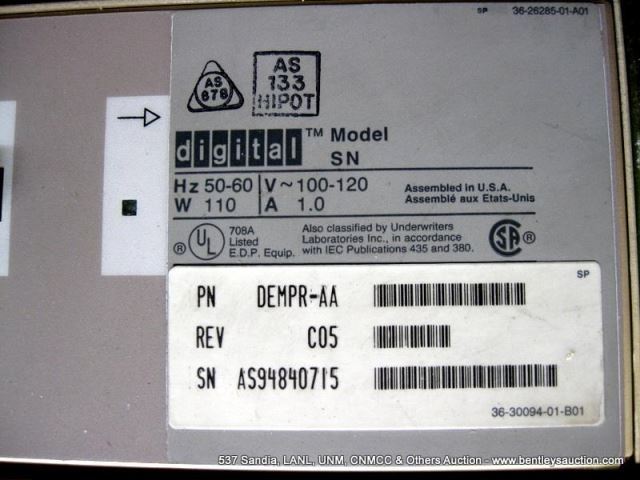 SP 36-26285-01-A01
AS
678
AS
133
HIPOT
digital™ Model
SN
Hz 50-60 V~100-120
W 110 A 1.0
Assembled in U.S.A.
Assemblé aux Etats-Unis
® UL 708A
Listed
E.D.P. Equip.
Also classified by Underwriters
Laboratories Inc., in accordance
with IEC Publications 435 and 380.
SA ®
SP
PN DEMPR-AA
REV C05
SN AS94840715
36-30094-01-B01
537 Sandia, LANL, UNM, CNMCC & Others Auction - www.bentleysauction.com